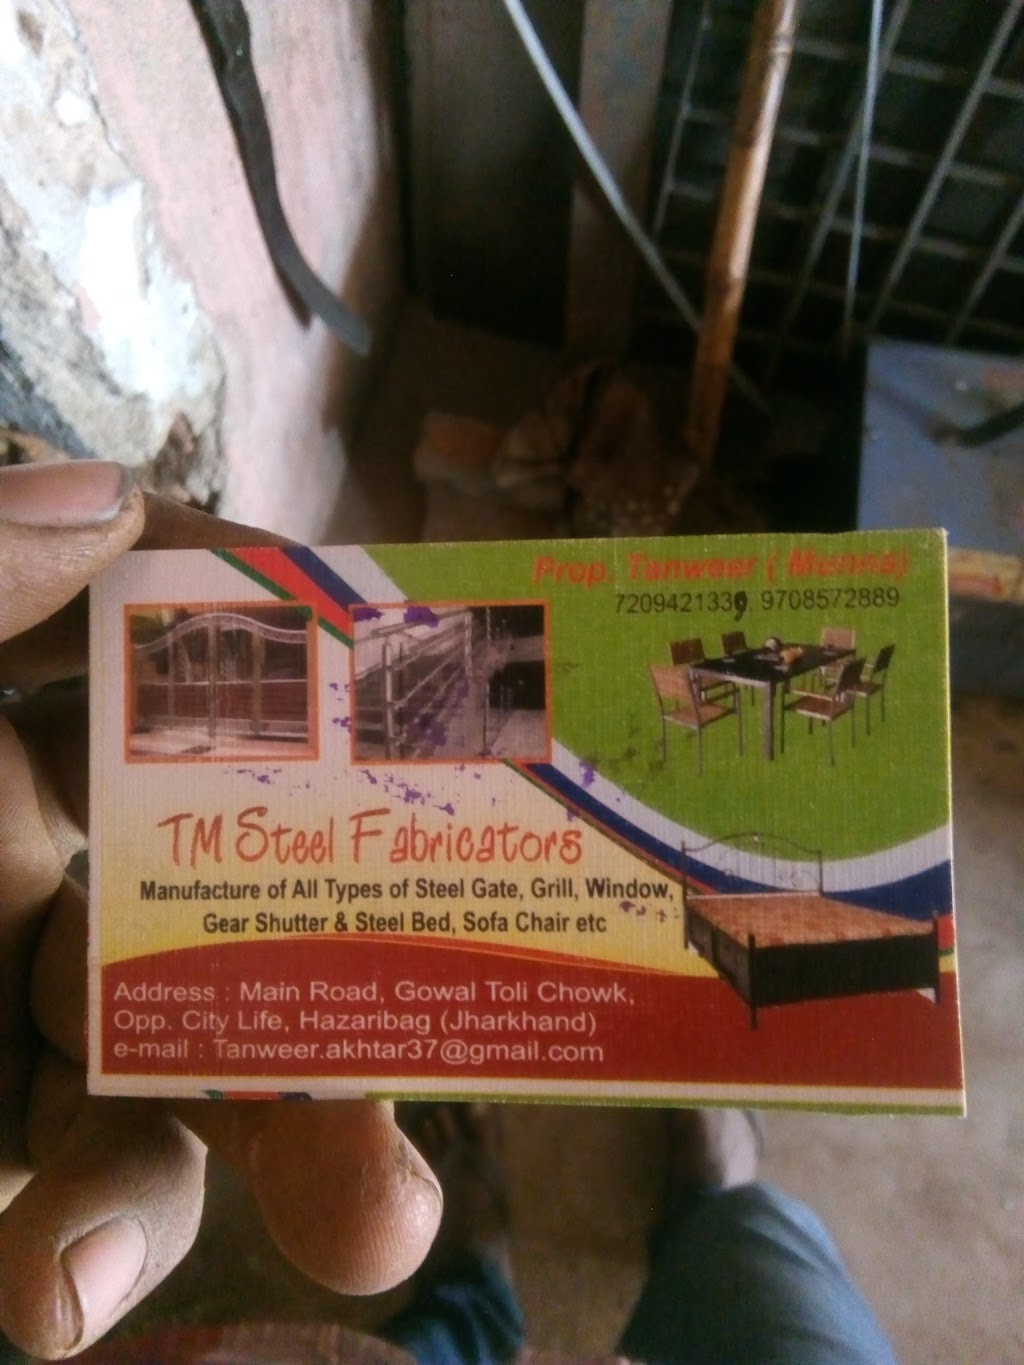 Prop. Tanweer ( Munna)
7209421339, 9708572889
TM Steel Fabricators
Manufacture of All Types of Steel Gate, Grill, Window,
Gear Shutter & Steel Bed, Sofa Chair etc
Address : Main Road, Gowal Toli Chowk,
Opp. City Life, Hazaribag (Jharkhand)
e-mail : Tanweer.akhtar37@gmail.com